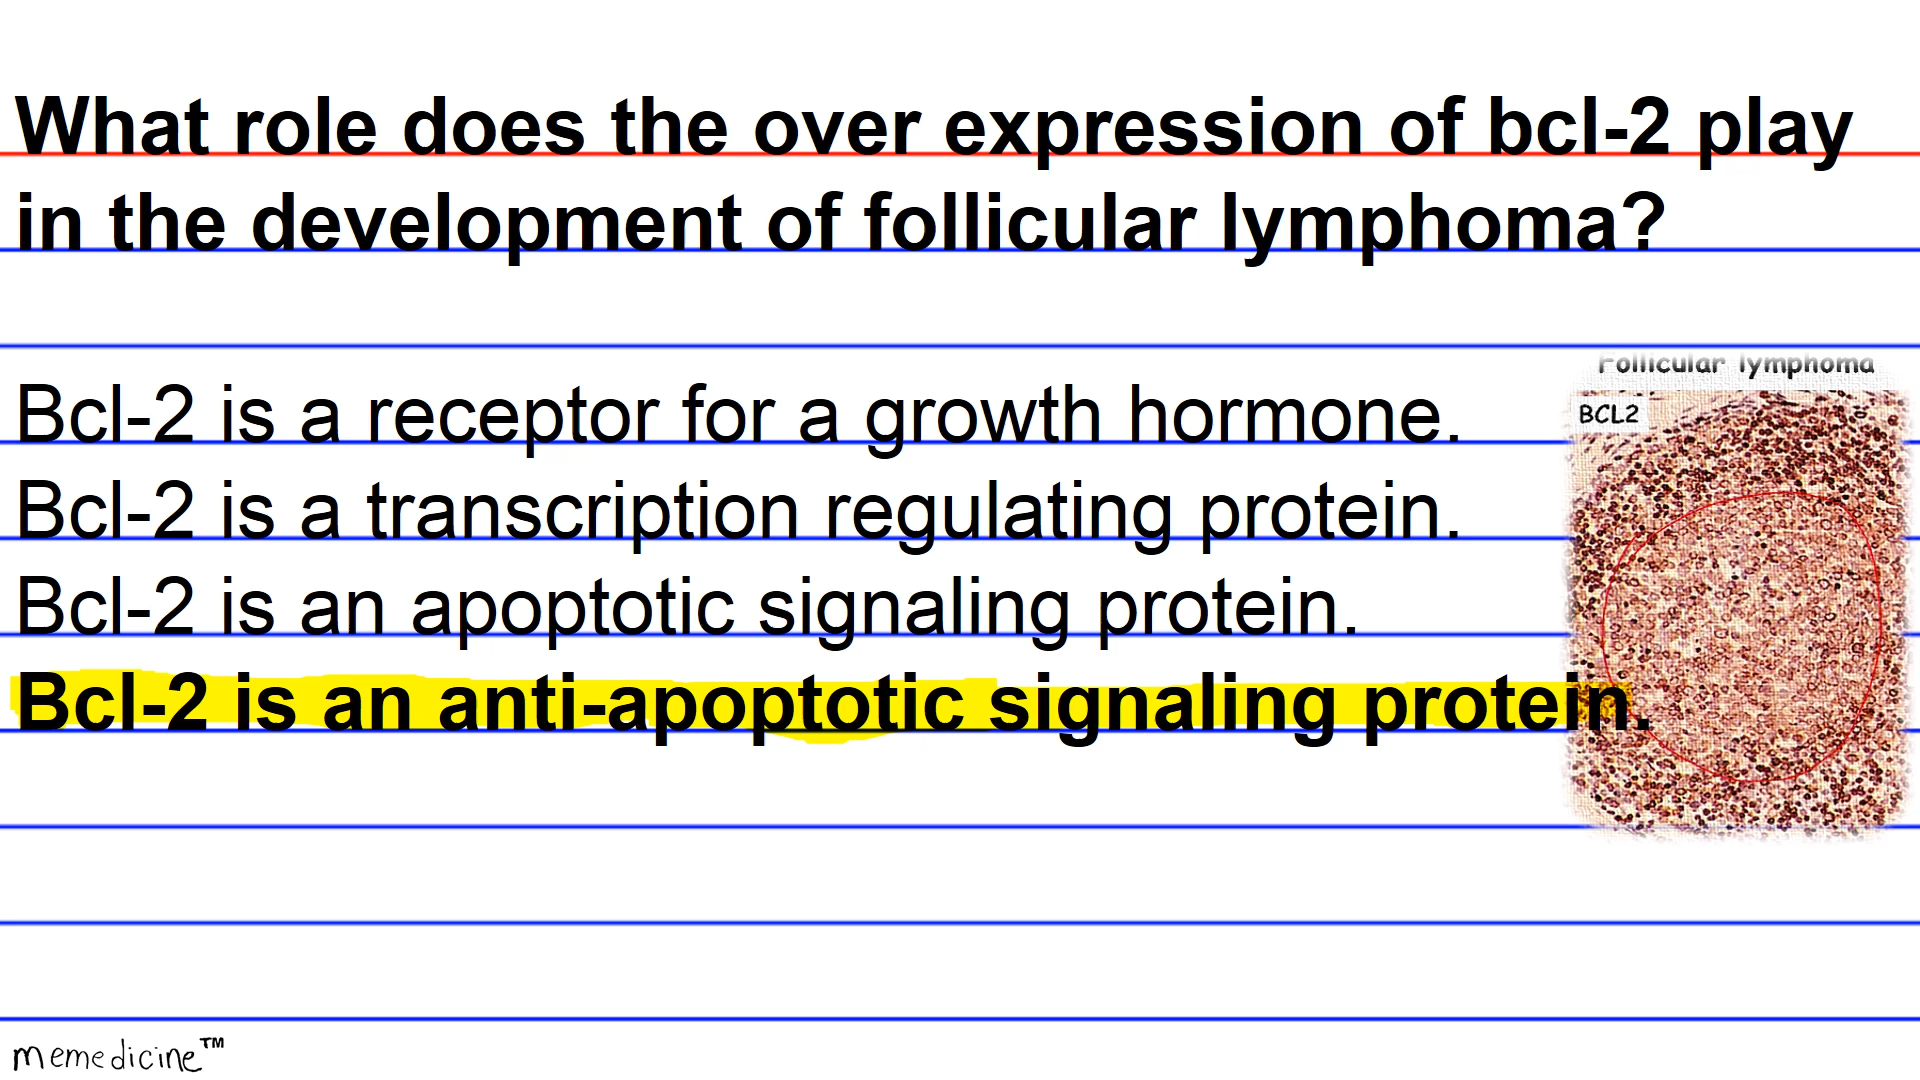 What role does the over expression of bcl-2 play
in the development of follicular lymphoma?
Bcl-2 is a receptor for a growth hormone.
Bcl-2 is a transcription regulating protein.
Bcl-2 is an apoptotic signaling protein.
Bcl-2 is an anti-apoptotic signaling protein.
Follicular lymphoma
BCL2
memedicine™